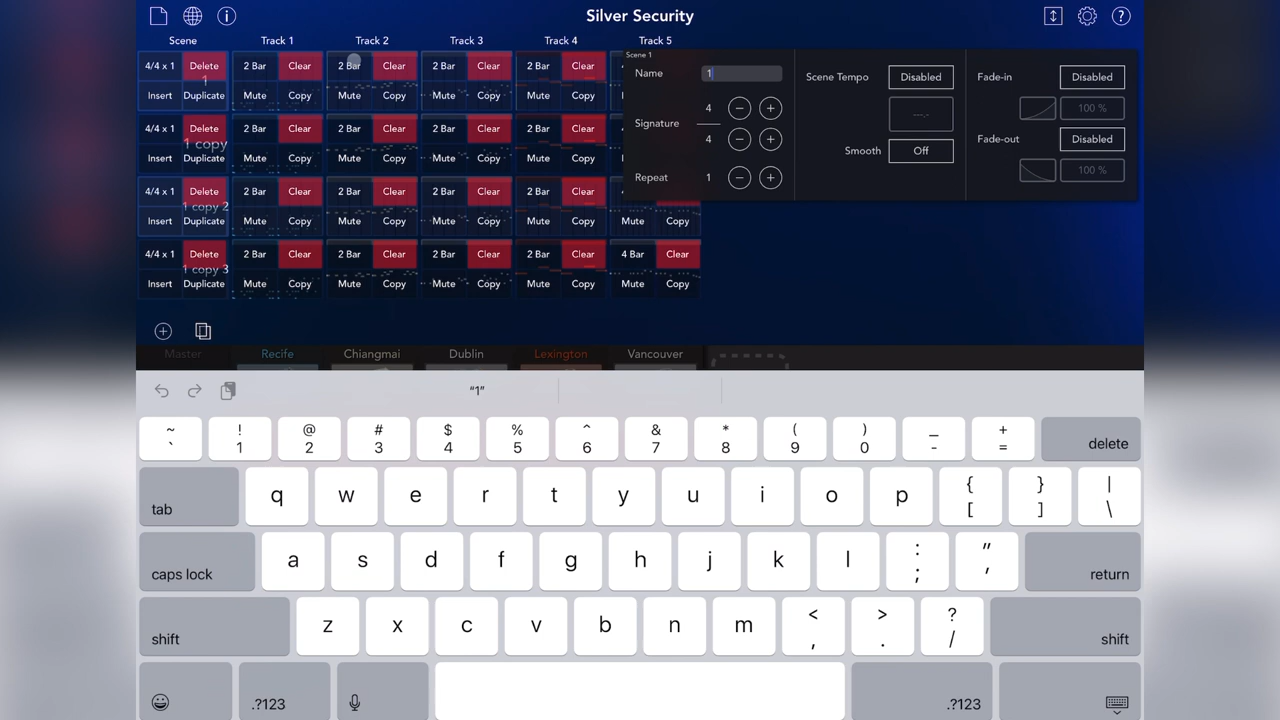 Silver Security
Scene Track 1 Track 2 Track 3 Track 4 Track 5
4/4 x 1 Delete 2 Bar Clear 2 Bar Clear 2 Bar Clear 2 Bar Clear
1
Insert Duplicate Mute Copy Mute Copy Mute Copy Mute Copy
4/4 x 1 Delete 2 Bar Clear 2 Bar Clear 2 Bar Clear 2 Bar Clear
1 copy
Insert Duplicate Mute Copy Mute Copy Mute Copy Mute Copy
4/4 x 1 Delete 2 Bar Clear 2 Bar Clear 2 Bar Clear 2 Bar Clear
1 copy 2
Insert Duplicate Mute Copy Mute Copy Mute Copy Mute Copy Mute Copy
4/4 x 1 Delete 2 Bar Clear 2 Bar Clear 2 Bar Clear 2 Bar Clear 4 Bar Clear
1 copy 3
Insert Duplicate Mute Copy Mute Copy Mute Copy Mute Copy Mute Copy
Scene 1
Name 1
Signature 4 − +
4 − +
Repeat 1 − +
Scene Tempo Disabled
---.-
Smooth Off
Fade-in Disabled
100 %
Fade-out Disabled
100 %
Master Recife Chiangmai Dublin Lexington Vancouver
“1”
~ ! @ # $ % ^ & * ( ) _ +
` 1 2 3 4 5 6 7 8 9 0 - = delete
tab q w e r t y u i o p { [ } ] | \
caps lock a s d f g h j k l : ; " ' return
shift z x c v b n m < , > . ? / shift
.?123 .?123